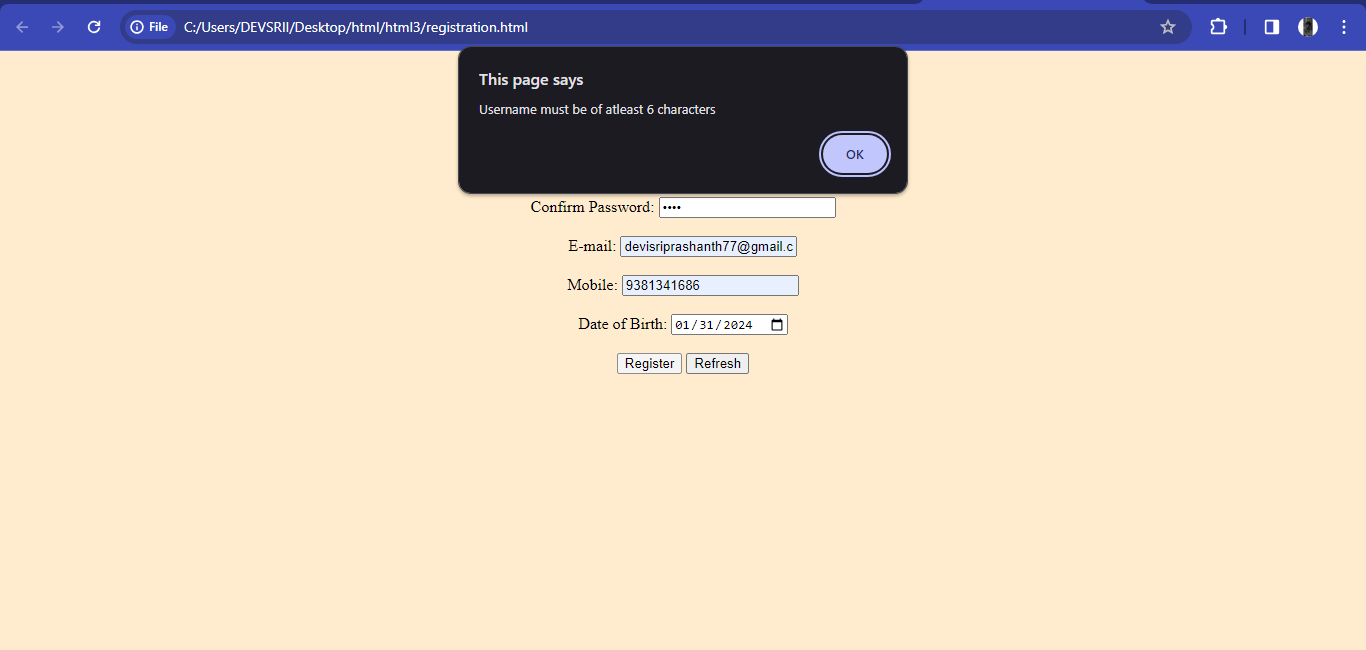 File C:/Users/DEVSRII/Desktop/html/html3/registration.html
This page says
Username must be of atleast 6 characters
OK
Confirm Password: ••••
E-mail: devisriprashanth77@gmail.c
Mobile: 9381341686
Date of Birth: 01/31/2024
Register Refresh